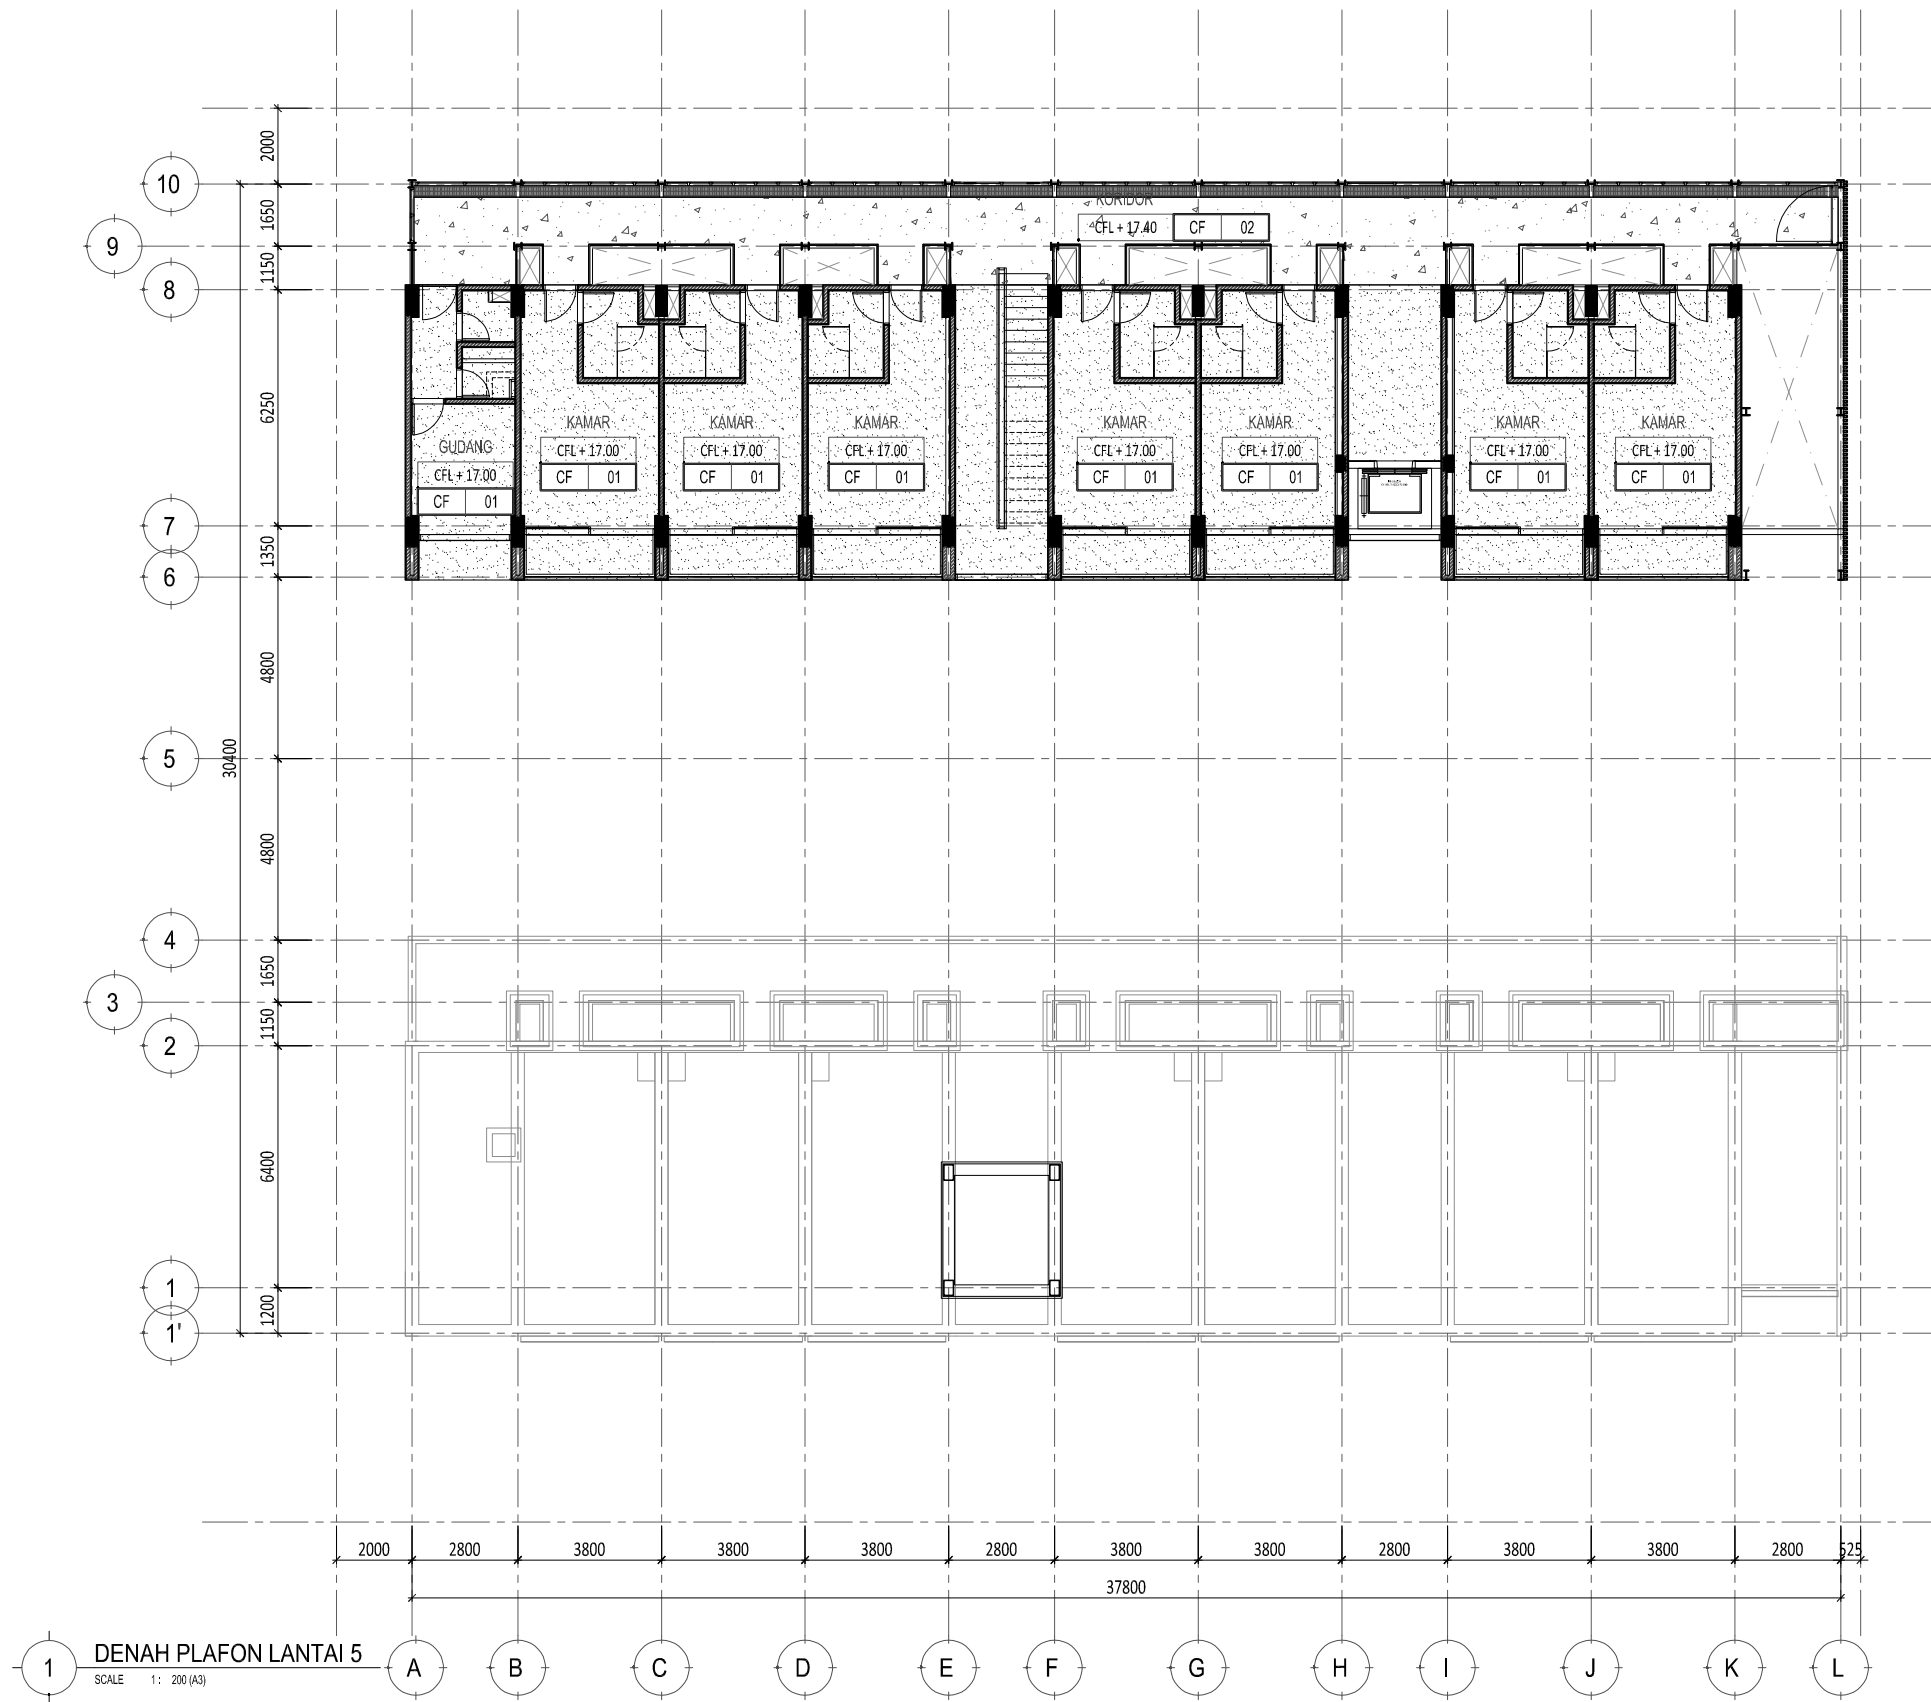 2000
10
1650
KORIDOR
CFL + 17.40 CF 02
9
1150
8
6250
KAMAR KAMAR KAMAR KAMAR KAMAR KAMAR KAMAR
GUDANG
CFL + 17.00 CFL + 17.00 CFL + 17.00 CFL + 17.00 CFL + 17.00 CFL + 17.00 CFL + 17.00
CFL + 17.00
CF 01 CF 01 CF 01 CF 01 CF 01 CF 01 CF 01
CF 01
7
1350
6
4800
5
30400
4800
4
1650
3
1150
2
6400
1
1200
1'
2000 2800 3800 3800 3800 2800 3800 3800 2800 3800 3800 2800 525
37800
1 DENAH PLAFON LANTAI 5
SCALE 1 : 200 (A3)
A B C D E F G H I J K L